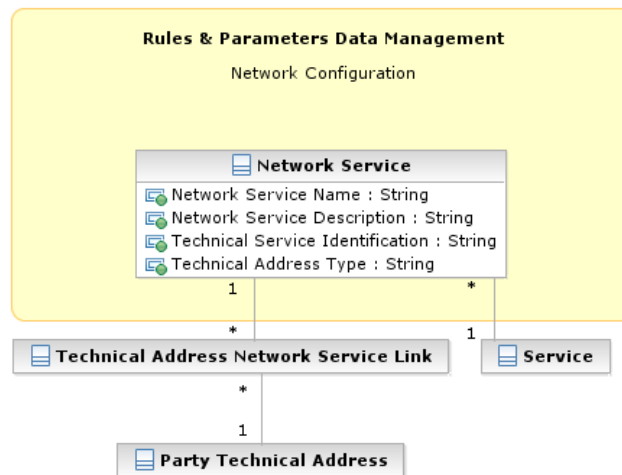 Rules & Parameters Data Management
Network Configuration
Network Service
Network Service Name : String
Network Service Description : String
Technical Service Identification : String
Technical Address Type : String
1
*
*
1
Technical Address Network Service Link
Service
*
1
Party Technical Address